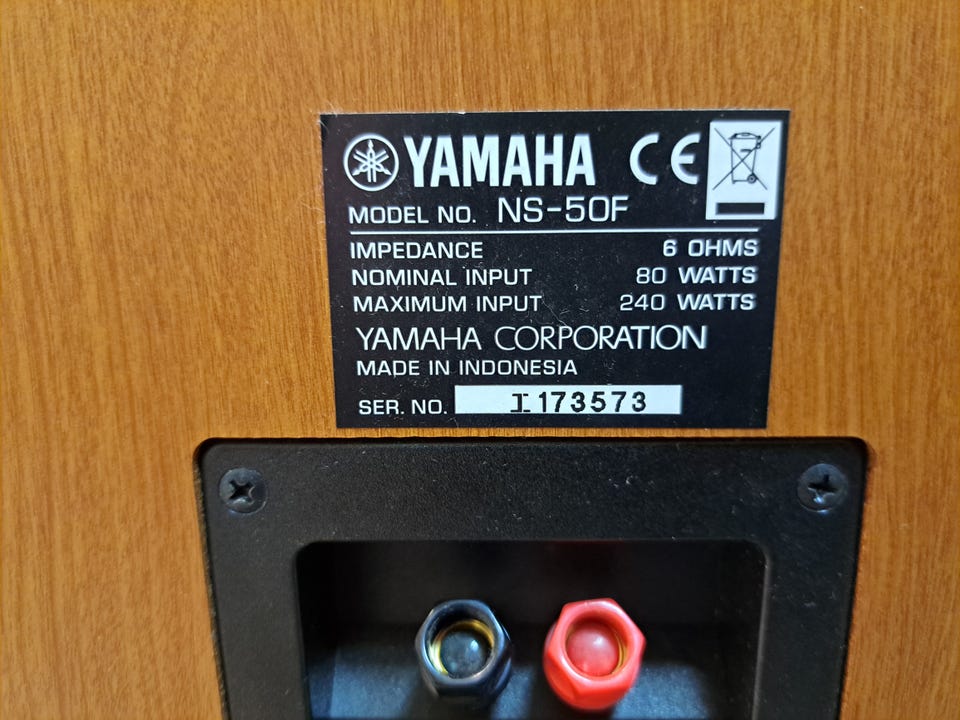 YAMAHA CE
MODEL NO. NS-50F
IMPEDANCE 6 OHMS
NOMINAL INPUT 80 WATTS
MAXIMUM INPUT 240 WATTS
YAMAHA CORPORATION
MADE IN INDONESIA
SER. NO. I173573